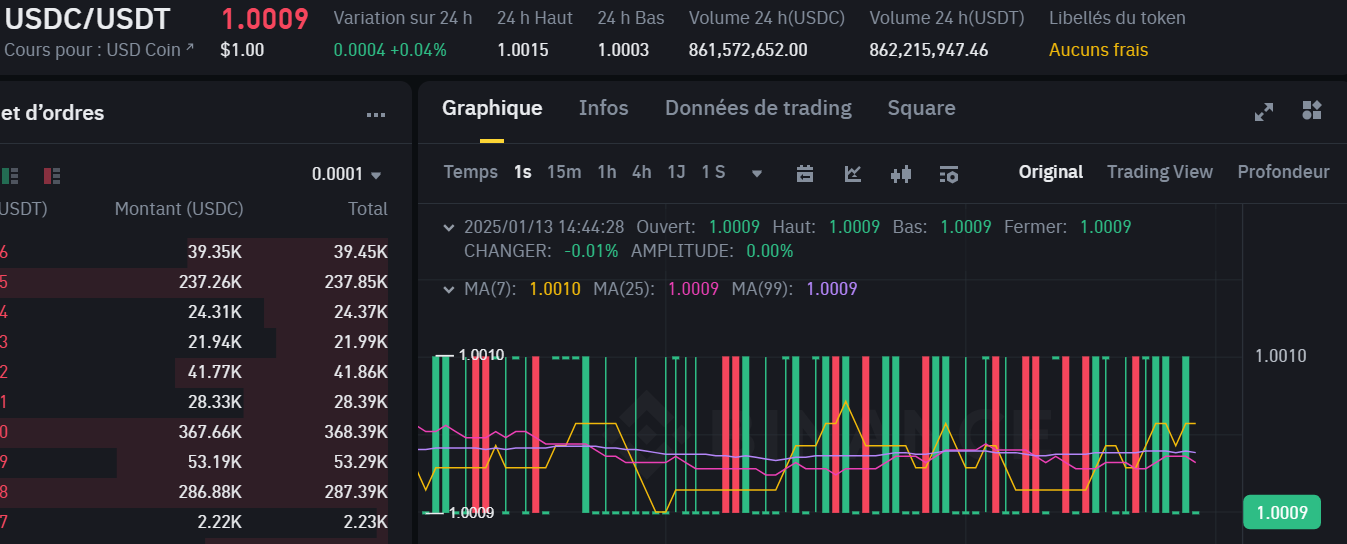 USDC/USDT 1.0009 Variation sur 24 h 24 h Haut 24 h Bas Volume 24 h(USDC) Volume 24 h(USDT) Libellés du token
Cours pour : USD Coin $1.00 0.0004 +0.04% 1.0015 1.0003 861,572,652.00 862,215,947.46 Aucuns frais
et d’ordres
0.0001
USDT) Montant (USDC) Total
6 39.35K 39.45K
5 237.26K 237.85K
4 24.31K 24.37K
3 21.94K 21.99K
2 41.77K 41.86K
1 28.33K 28.39K
0 367.66K 368.39K
9 53.19K 53.29K
8 286.88K 287.39K
7 2.22K 2.23K
Graphique Infos Données de trading Square
Temps 1s 15m 1h 4h 1J 1 S Original Trading View Profondeur
2025/01/13 14:44:28 Ouvert: 1.0009 Haut: 1.0009 Bas: 1.0009 Fermer: 1.0009
CHANGER: -0.01% AMPLITUDE: 0.00%
MA(7): 1.0010 MA(25): 1.0009 MA(99): 1.0009
1.0010 1.0010
BINANCE
1.0009 1.0009